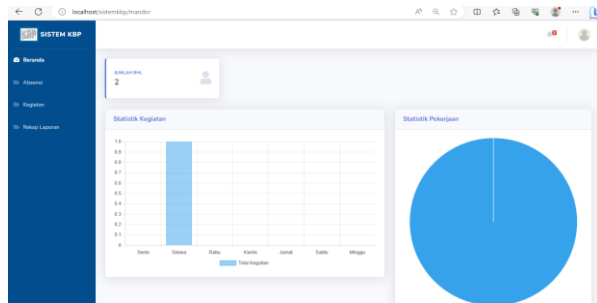 localhost/sistemkbp/mandor
KBP SISTEM KBP
Beranda
Absensi
Kegiatan
Rekap Laporan
JUMLAH BHL
2
Statistik Kegiatan
1.0
0.9
0.8
0.7
0.6
0.5
0.4
0.3
0.2
0.1
0
Senin Selasa Rabu Kamis Jumat Sabtu Minggu
Total Kegiatan
Statistik Pekerjaan